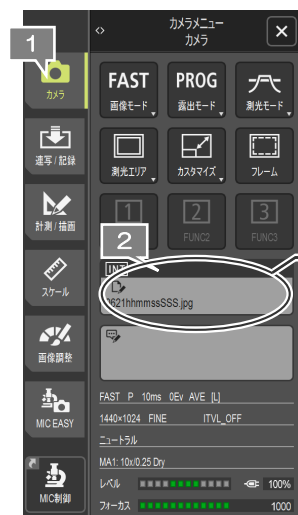 1
カメラメニュー
カメラ
カメラ
FAST
画像モード
PROG
露出モード
測光モード
連写/記録
測光エリア
カスタマイズ
フレーム
計測/描画
1
2
FUNC2
3
FUNC3
2
INT
0621hhmmssSSS.jpg
スケール
画像調整
MIC EASY
MIC制御
FAST P 10ms 0Ev AVE [L]
1440×1024 FINE ITVL_OFF
ニュートラル
MA1: 10x/0.25 Dry
レベル 100%
フォーカス 1000